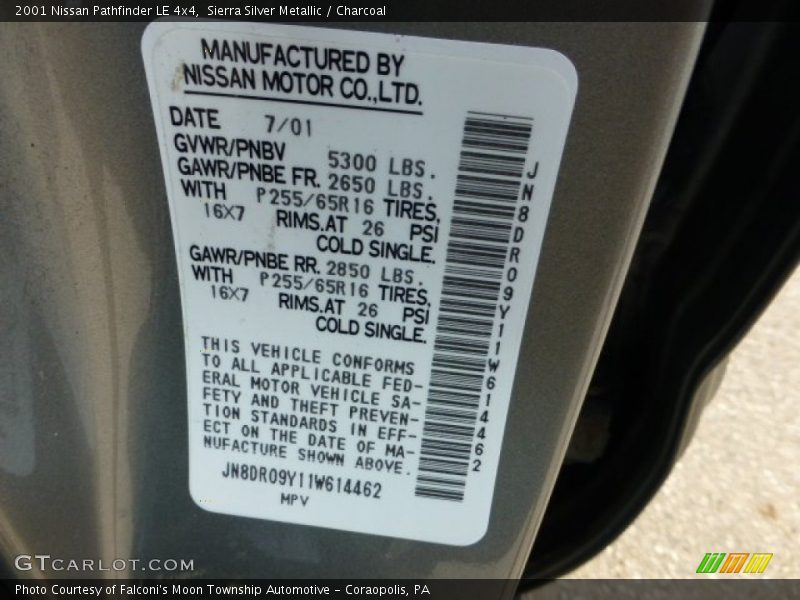 2001 Nissan Pathfinder LE 4x4,  Sierra Silver Metallic / Charcoal
MANUFACTURED BY
NISSAN MOTOR CO.,LTD.
DATE 7/01
GVWR/PNBV 5300 LBS.
GAWR/PNBE FR. 2650 LBS.
WITH P255/65R16 TIRES,
16X7 RIMS.AT 26 PSI
COLD SINGLE.
GAWR/PNBE RR. 2850 LBS.
WITH P255/65R16 TIRES,
16X7 RIMS.AT 26 PSI
COLD SINGLE.
THIS VEHICLE CONFORMS
TO ALL APPLICABLE FED-
ERAL MOTOR VEHICLE SA-
FETY AND THEFT PREVEN-
TION STANDARDS IN EFF-
ECT ON THE DATE OF MA-
NUFACTURE SHOWN ABOVE.
JN8DR09Y11W614462
MPV
JN8DR09Y11W614462
GTCarLot.com
Photo Courtesy of Falconi's Moon Township Automotive - Coraopolis, PA